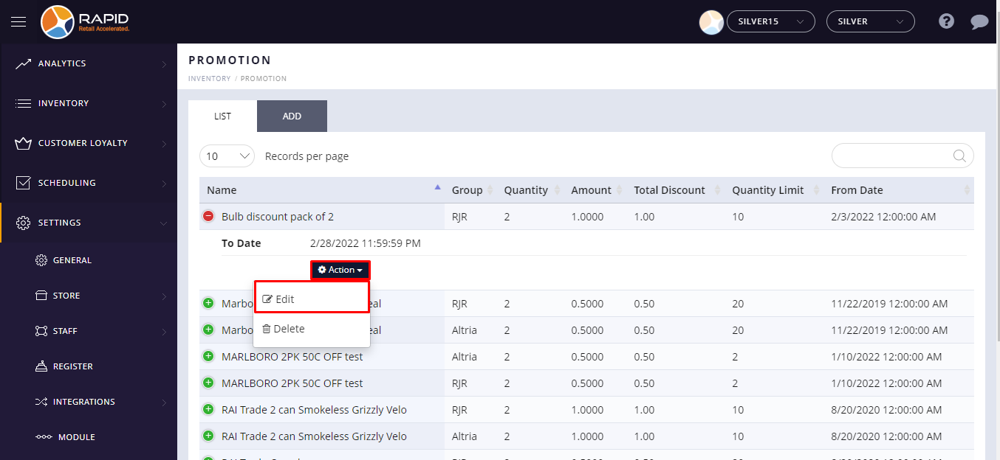 RAPID
Retail Accelerated.
SILVER15
SILVER
ANALYTICS
INVENTORY
CUSTOMER LOYALTY
SCHEDULING
SETTINGS
GENERAL
STORE
STAFF
REGISTER
INTEGRATIONS
MODULE
PROMOTION
INVENTORY / PROMOTION
LIST ADD
10 Records per page
Name Group Quantity Amount Total Discount Quantity Limit From Date
Bulb discount pack of 2 RJR 2 1.0000 1.00 10 2/3/2022 12:00:00 AM
To Date 2/28/2022 11:59:59 PM
Action
Edit
Delete
Marbo eal RJR 2 0.5000 0.50 20 11/22/2019 12:00:00 AM
Marbo eal Altria 2 0.5000 0.50 20 11/22/2019 12:00:00 AM
MARLBORO 2PK 50C OFF test Altria 2 0.5000 0.50 2 1/10/2022 12:00:00 AM
MARLBORO 2PK 50C OFF test RJR 2 0.5000 0.50 2 1/10/2022 12:00:00 AM
RAI Trade 2 can Smokeless Grizzly Velo RJR 2 1.0000 1.00 10 8/20/2020 12:00:00 AM
RAI Trade 2 can Smokeless Grizzly Velo Altria 2 1.0000 1.00 10 8/20/2020 12:00:00 AM